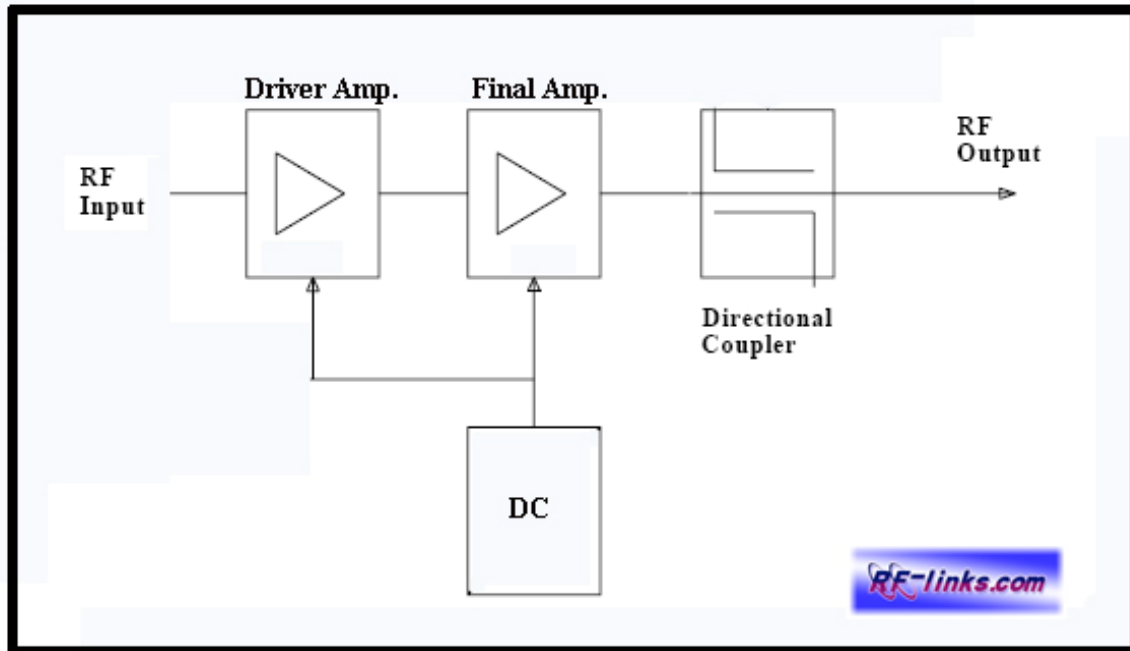 Driver Amp.
Final Amp.
RF
Input
RF
Output
Directional
Coupler
DC
RF-links.com